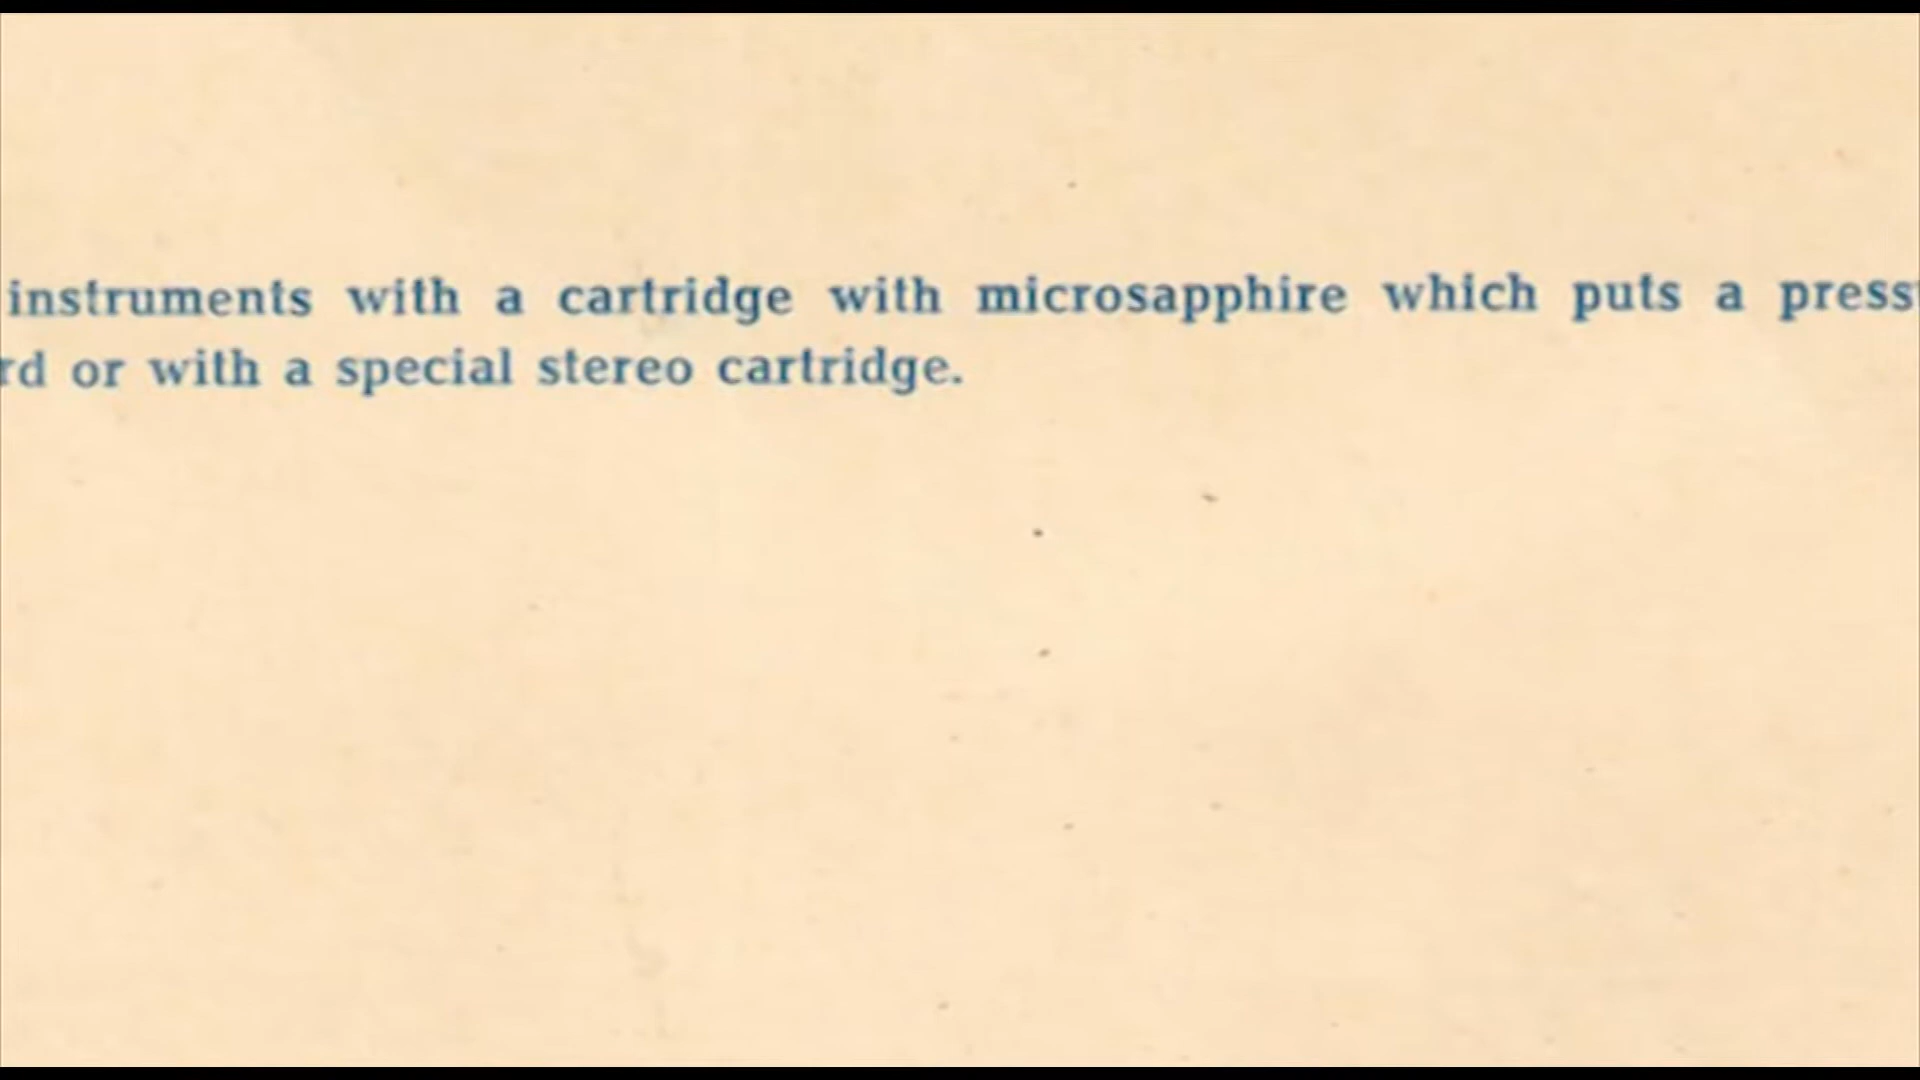 instruments with a cartridge with microsapphire which puts a press
rd or with a special stereo cartridge.